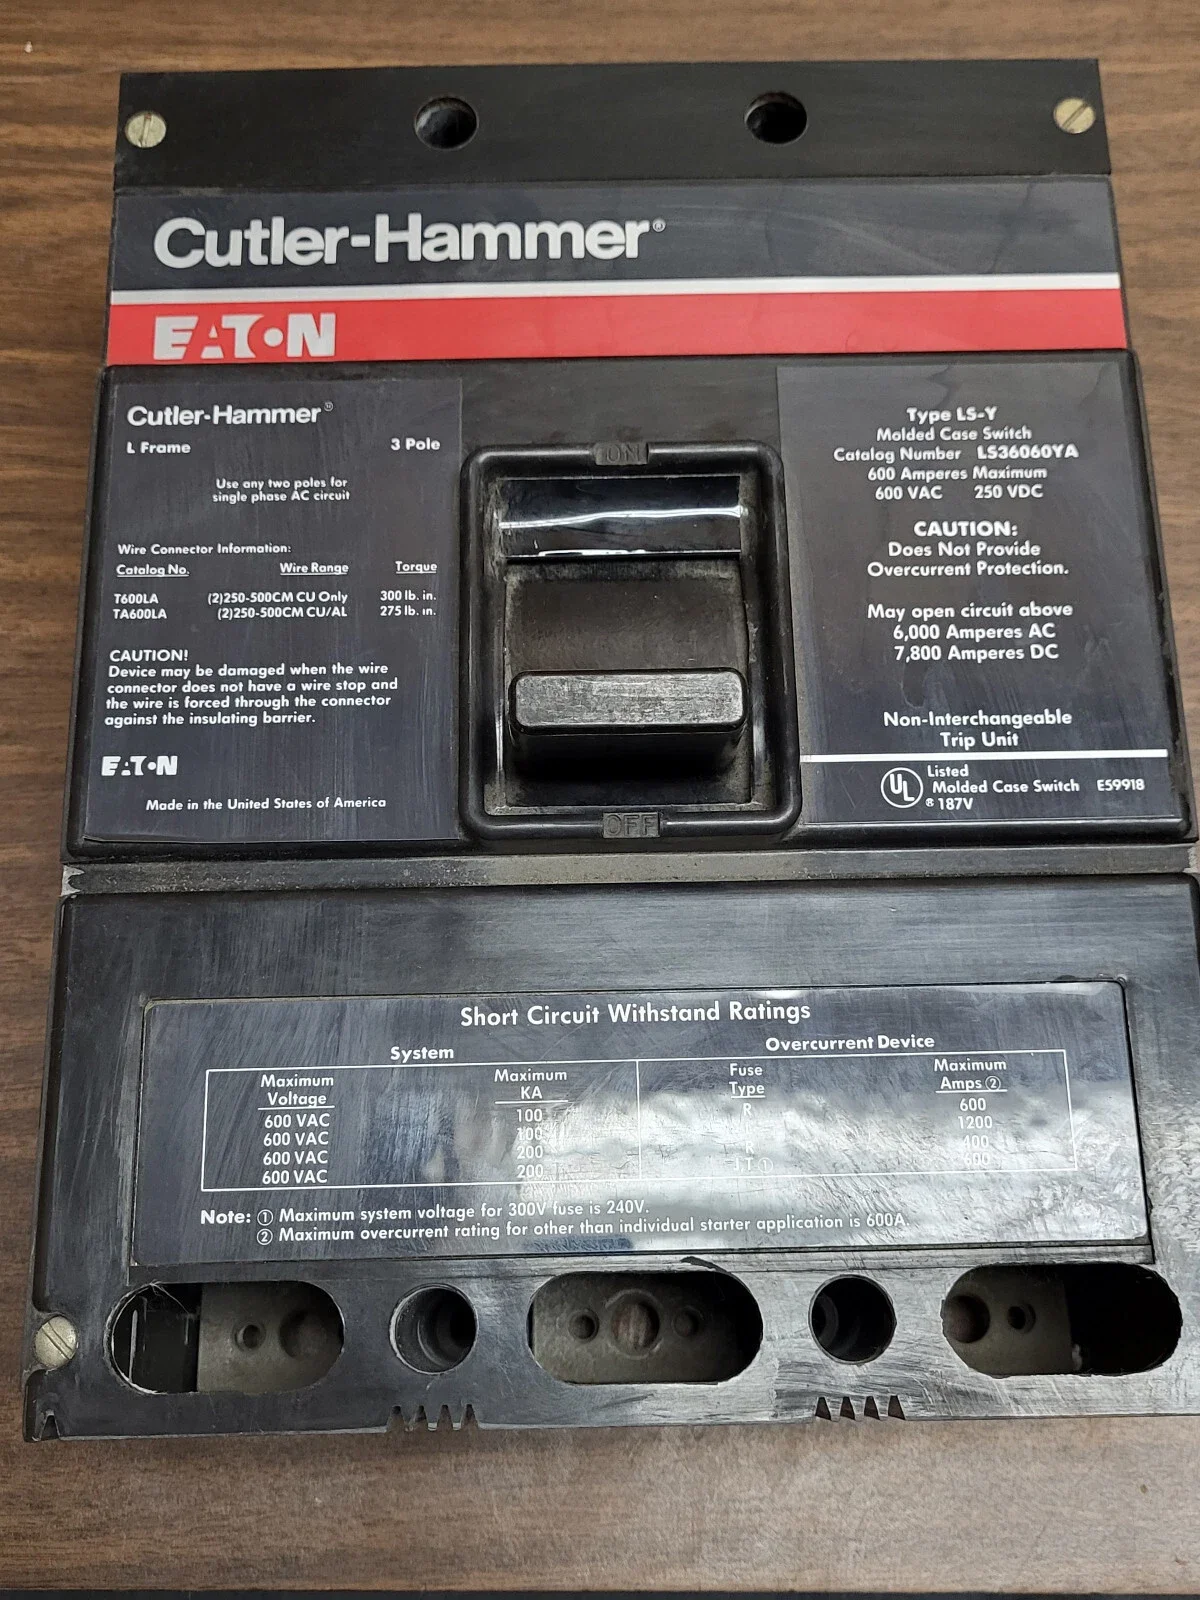 Cutler-Hammer®
EATON
Cutler-Hammer®
L Frame 3 Pole
Use any two poles for
single phase AC circuit
Wire Connector Information:
Catalog No. Wire Range Torque
T600LA (2)250-500CM CU Only 300 lb. in.
TA600LA (2)250-500CM CU/AL 275 lb. in.
CAUTION!
Device may be damaged when the wire
connector does not have a wire stop and
the wire is forced through the connector
against the insulating barrier.
EATON
Made in the United States of America
ON
OFF
Type LS-Y
Molded Case Switch
Catalog Number LS36060YA
600 Amperes Maximum
600 VAC 250 VDC
CAUTION:
Does Not Provide
Overcurrent Protection.
May open circuit above
6,000 Amperes AC
7,800 Amperes DC
Non-Interchangeable
Trip Unit
UL
®
Listed
Molded Case Switch E59918
187V
Short Circuit Withstand Ratings
System Overcurrent Device
Maximum Voltage Maximum KA Fuse Type Maximum Amps ②
600 VAC 100 R 600
600 VAC 100 1200
600 VAC 200 R 400
600 VAC 200 J,T ① 600
Note: ① Maximum system voltage for 300V fuse is 240V.
② Maximum overcurrent rating for other than individual starter application is 600A.